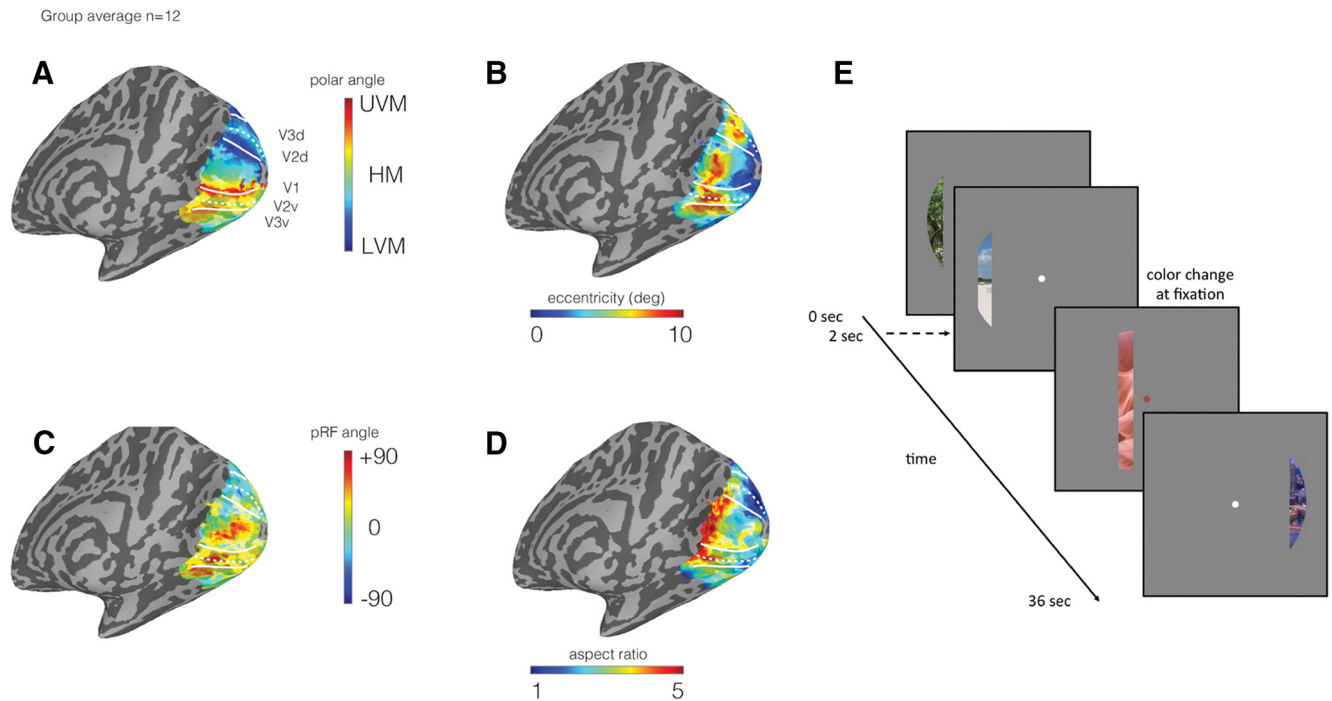 Group average n=12
A
polar angle
UVM
HM
LVM
V3d
V2d
V1
V2v
V3v
B
eccentricity (deg)
0
10
C
pRF angle
+90
0
-90
D
aspect ratio
1
5
E
color change
at fixation
0 sec
2 sec
time
36 sec